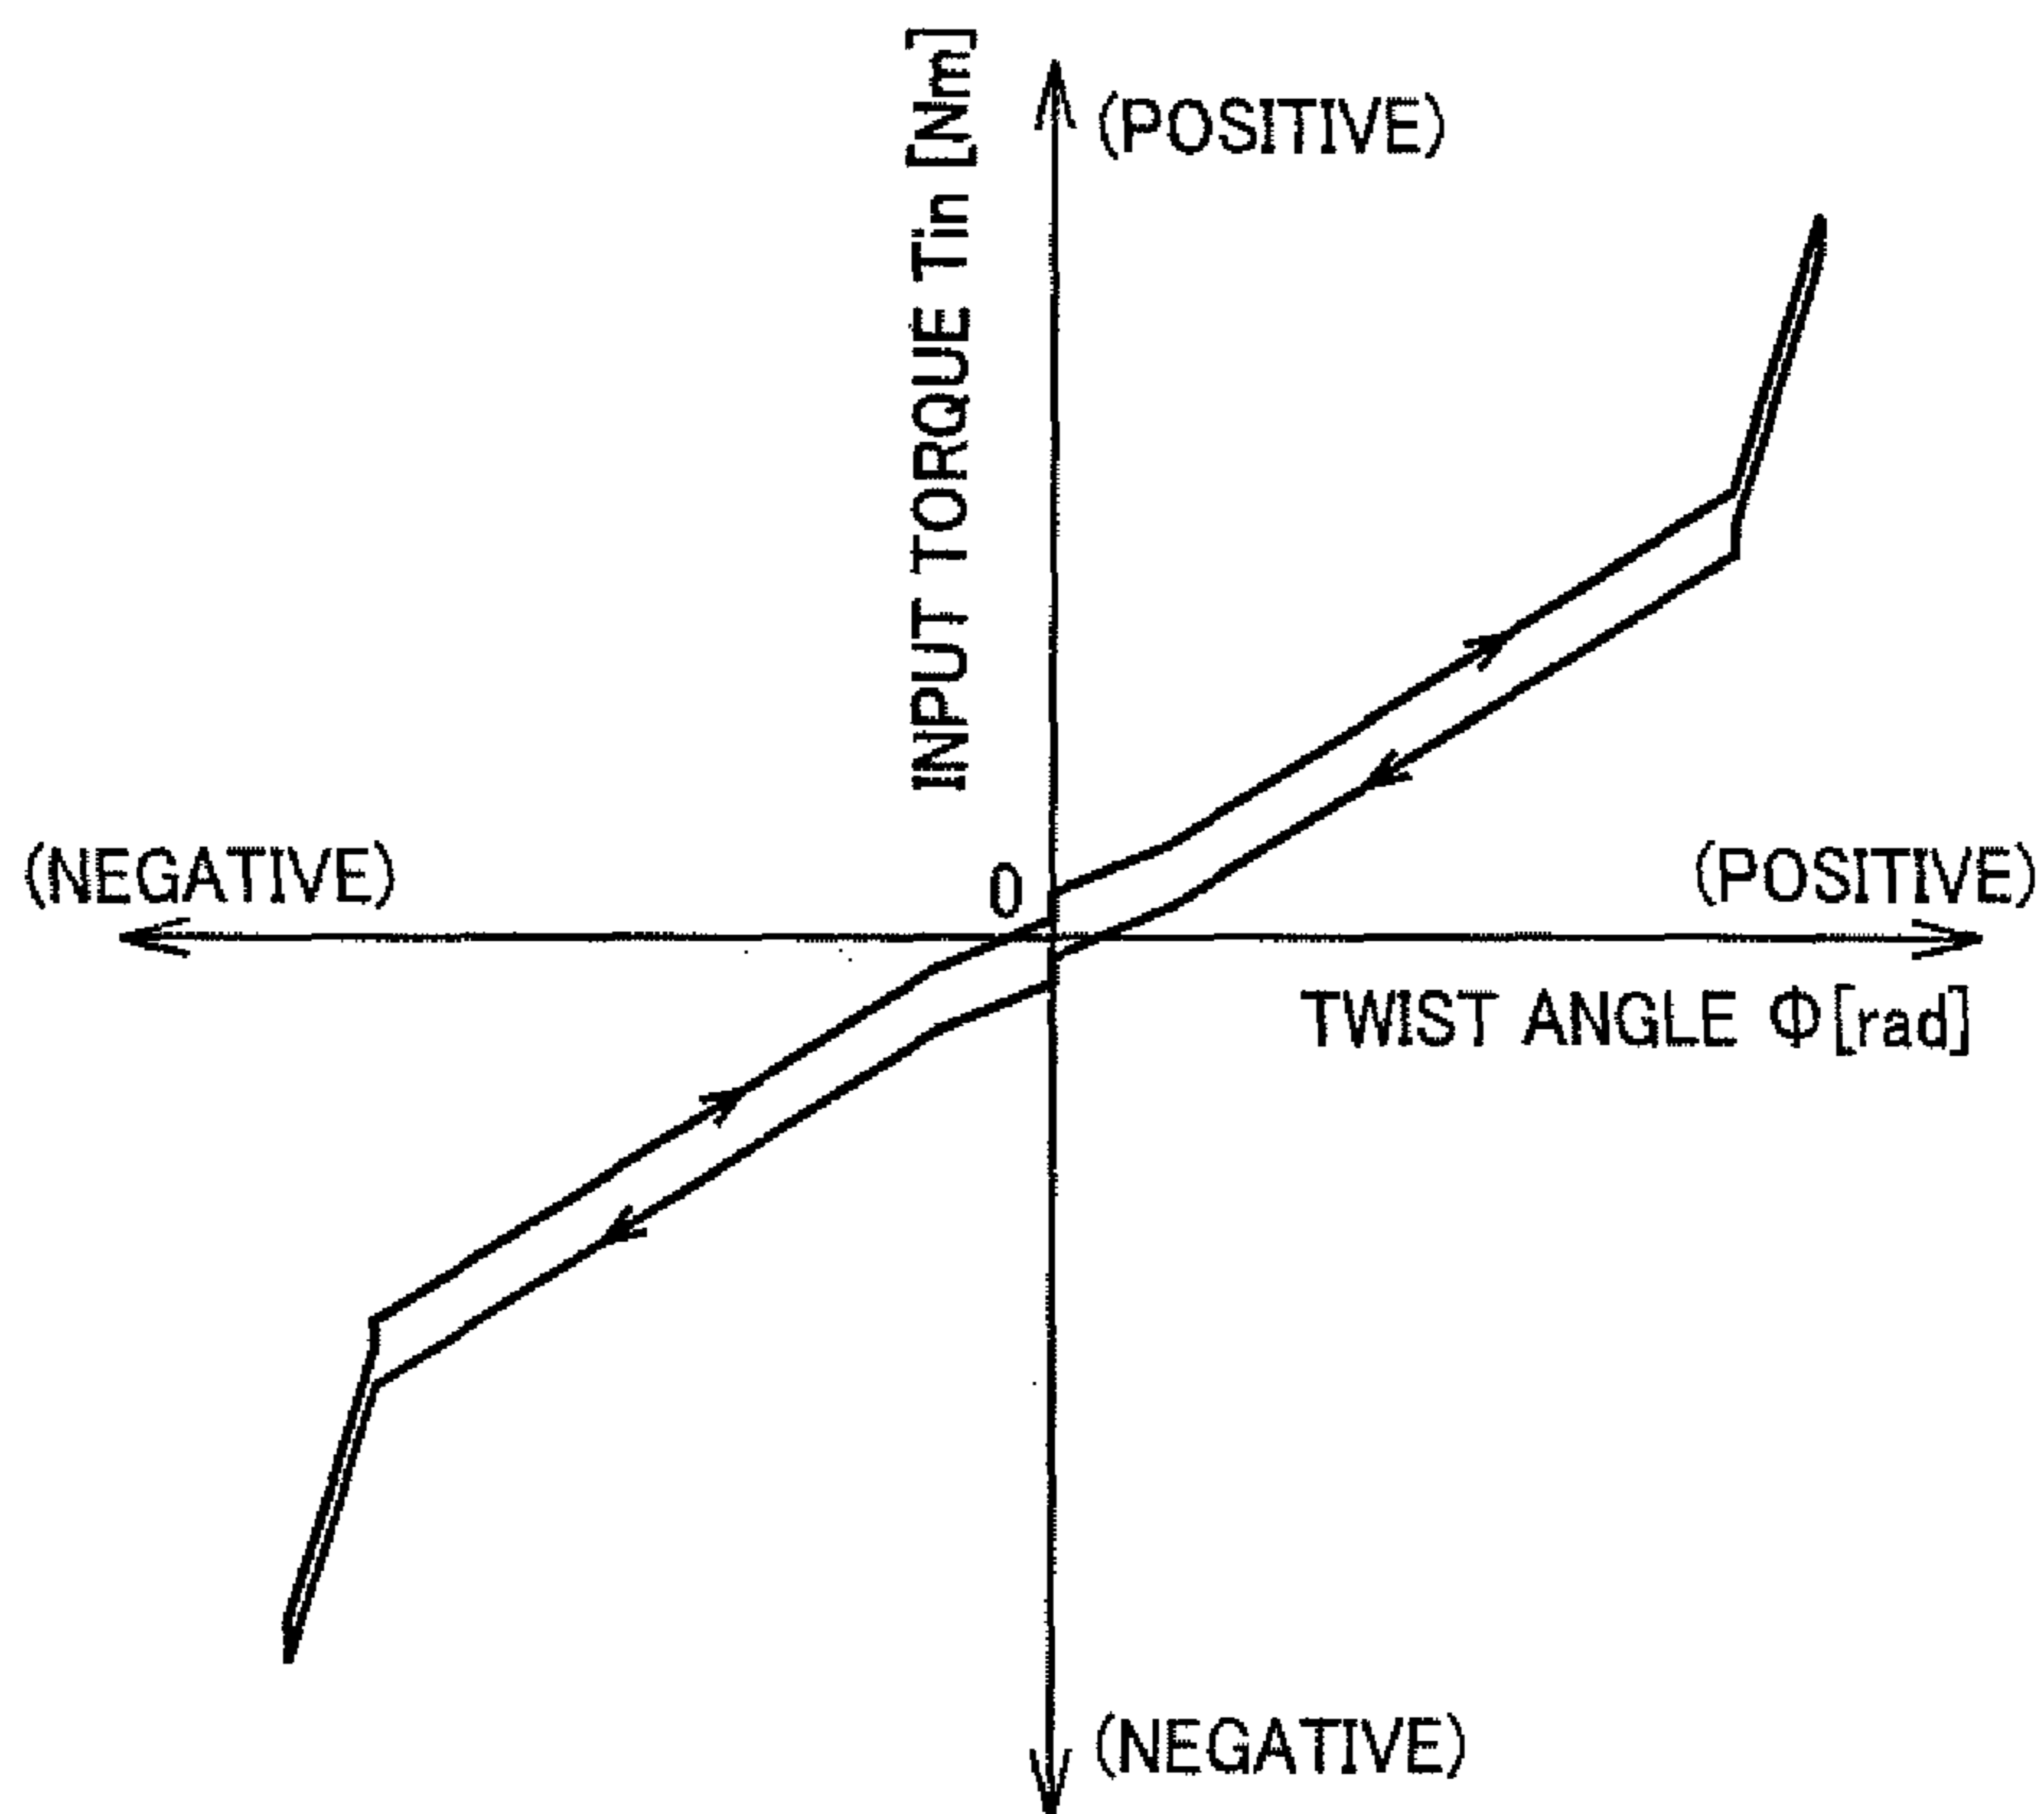 INPUT TORQUE Tin [Nm]
(POSITIVE)
(NEGATIVE)
0
(POSITIVE)
TWIST ANGLE Φ[rad]
(NEGATIVE)